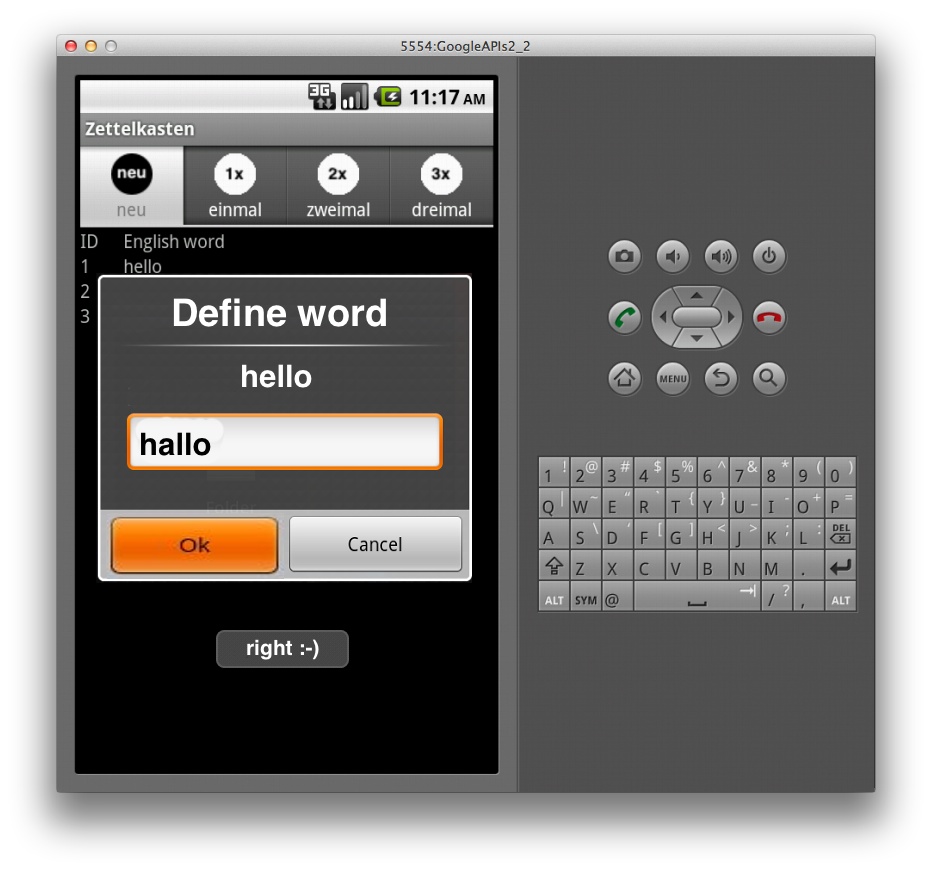 5554:GoogleAPIs2_2
3G 11:17 AM
Zettelkasten
neu 1x 2x 3x
neu einmal zweimal dreimal
ID English word
1 hello
2
3
Define word
hello
hallo
Ok Cancel
right :-)
MENU
1 ! 2 @ 3 # 4 $ 5 % 6 ^ 7 & 8 * 9 ( 0 )
Q | W ~ E " R ` T { Y } U _ I - O + P =
A S \ D ' F [ G ] H < J > K ; L : DEL
Z X C V B N M .
ALT SYM @ / ? , ALT